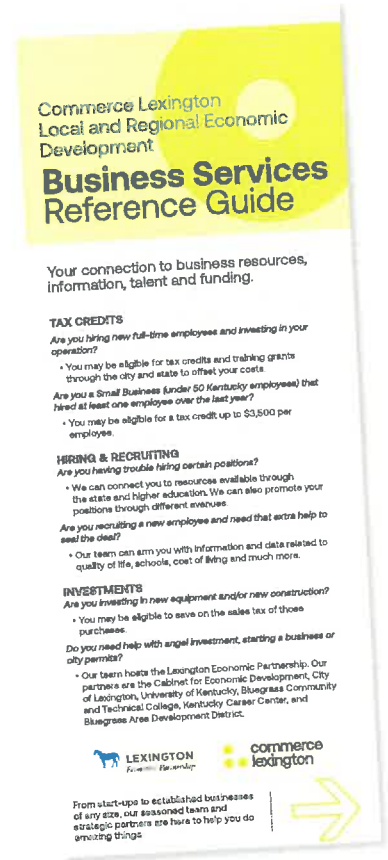 Commerce Lexington
Local and Regional Economic
Development
Business Services
Reference Guide
Your connection to business resources,
information, talent and funding.
TAX CREDITS
Are you hiring new full-time employees and investing in your
operation?
• You may be eligible for tax credits and training grants
through the city and state to offset your costs.
Are you a Small Business (under 50 Kentucky employees) that
hired at least one employee over the last year?
• You may be eligible for a tax credit up to $3,500 per
employee.
HIRING & RECRUITING
Are you having trouble hiring certain positions?
• We can connect you to resources available through
the state and higher education. We can also promote your
positions through different avenues.
Are you recruiting a new employee and need that extra help to
seal the deal?
• Our team can arm you with information and data related to
quality of life, schools, cost of living and much more.
INVESTMENTS
Are you investing in new equipment and/or new construction?
• You may be eligible to save on the sales tax of those
purchases.
Do you need help with angel investment, starting a business or
city permits?
• Our team hosts the Lexington Economic Partnership. Our
partners are the Cabinet for Economic Development, City
of Lexington, University of Kentucky, Bluegrass Community
and Technical College, Kentucky Career Center, and
Bluegrass Area Development District.
LEXINGTON
Economic Partnership
commerce
lexington
From start-ups to established businesses
of any size, our seasoned team and
strategic partners are here to help you do
amazing things